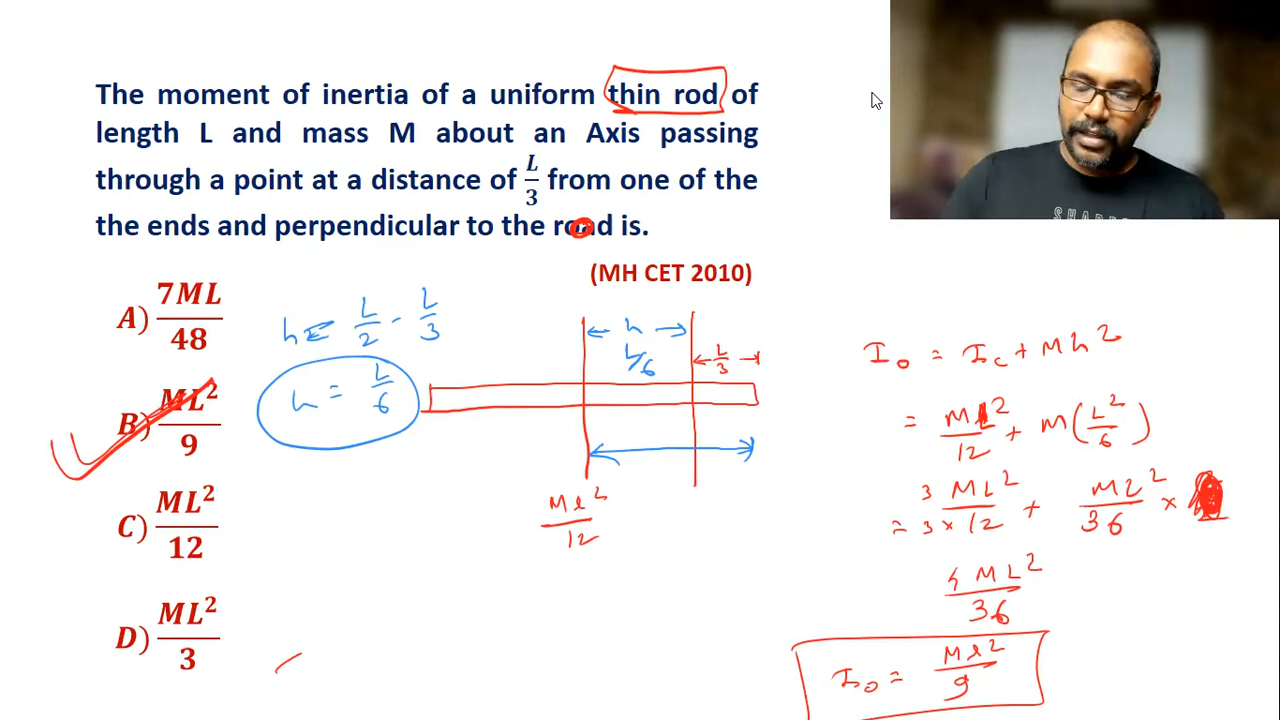 The moment of inertia of a uniform thin rod of
length L and mass M about an Axis passing
through a point at a distance of L/3 from one of the
the ends and perpendicular to the road is.
(MH CET 2010)
A) 7ML/48
B) ML²/9
C) ML²/12
D) ML²/3
h = L/2 - L/3
h = L/6
h
L/6
L/3
Ml²/12
I₀ = I꜀ + Mh²
= ML²/12 + M(L²/6)
= 3 ML²/3×12 + ML²/36 ×
4ML²/36
I₀ = Ml²/9
SHA